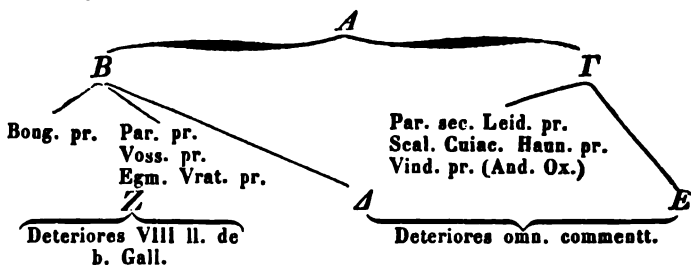 A
B Γ
Bong. pr. Par. pr.
Voss. pr.
Egm. Vrat. pr.
Par. sec. Leid. pr.
Scal. Cuiac. Haun. pr.
Vind. pr. (And. Ox.)
Z Δ E
Deteriores VIII ll. de
b. Gall.
Deteriores omn. commentt.